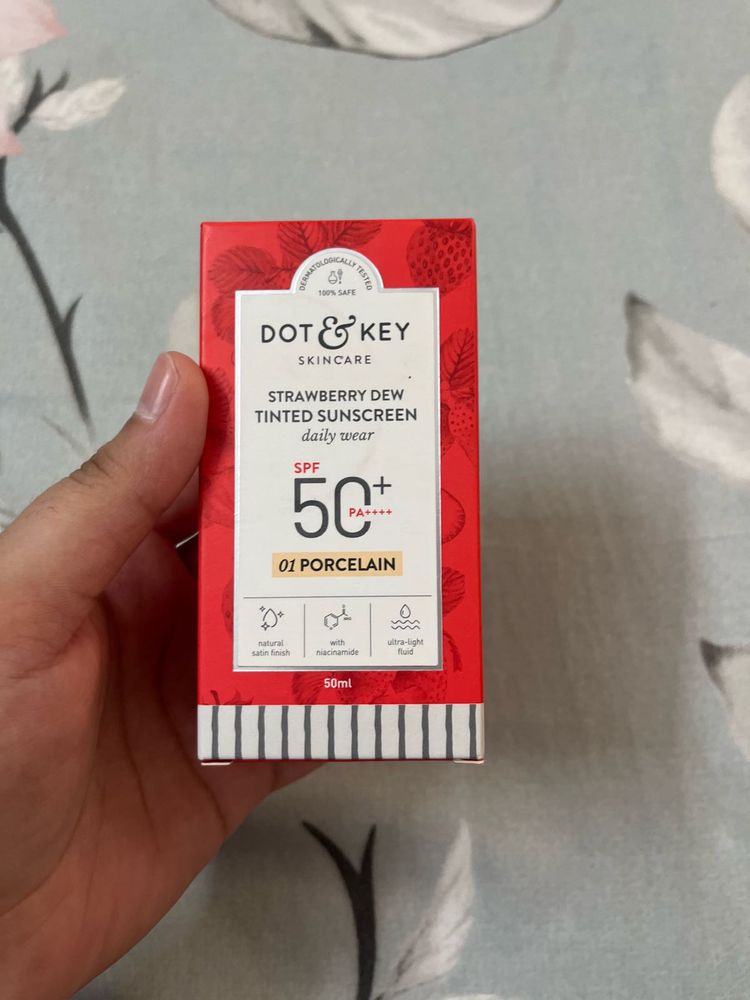 DERMATOLOGICALLY TESTED
100% SAFE
DOT & KEY
SKINCARE
STRAWBERRY DEW
TINTED SUNSCREEN
daily wear
SPF
50+
PA++++
01 PORCELAIN
natural
satin finish
with
niacinamide
ultra-light
fluid
50ml